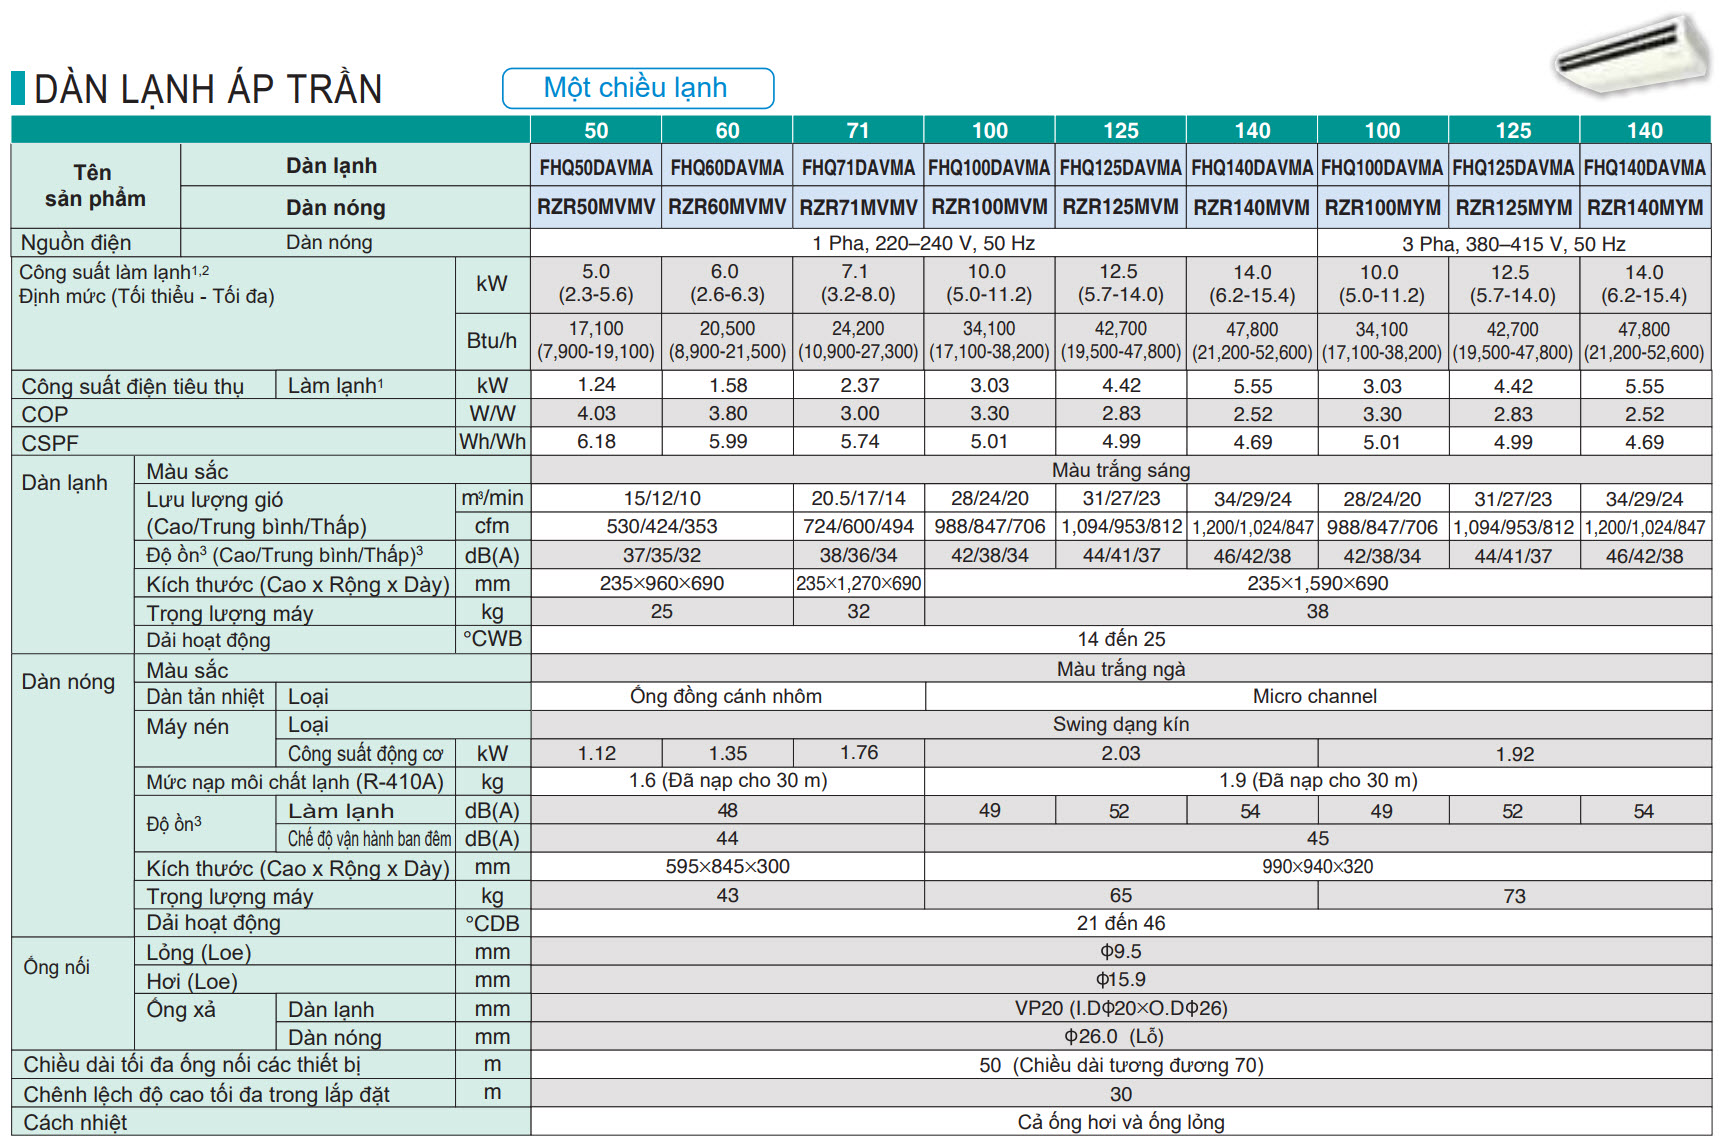 DÀN LẠNH ÁP TRẦN
Một chiều lạnh
50 60 71 100 125 140 100 125 140
Tên sản phẩm Dàn lạnh FHQ50DAVMA FHQ60DAVMA FHQ71DAVMA FHQ100DAVMA FHQ125DAVMA FHQ140DAVMA FHQ100DAVMA FHQ125DAVMA FHQ140DAVMA
Dàn nóng RZR50MVMV RZR60MVMV RZR71MVMV RZR100MVM RZR125MVM RZR140MVM RZR100MYM RZR125MYM RZR140MYM
Nguồn điện Dàn nóng 1 Pha, 220–240 V, 50 Hz 3 Pha, 380–415 V, 50 Hz
Công suất làm lạnh1,2 kW 5.0 6.0 7.1 10.0 12.5 14.0 10.0 12.5 14.0
Định mức (Tối thiểu - Tối đa) (2.3-5.6) (2.6-6.3) (3.2-8.0) (5.0-11.2) (5.7-14.0) (6.2-15.4) (5.0-11.2) (5.7-14.0) (6.2-15.4)
Btu/h 17,100 20,500 24,200 34,100 42,700 47,800 34,100 42,700 47,800
(7,900-19,100) (8,900-21,500) (10,900-27,300) (17,100-38,200) (19,500-47,800) (21,200-52,600) (17,100-38,200) (19,500-47,800) (21,200-52,600)
Công suất điện tiêu thụ Làm lạnh1 kW 1.24 1.58 2.37 3.03 4.42 5.55 3.03 4.42 5.55
COP W/W 4.03 3.80 3.00 3.30 2.83 2.52 3.30 2.83 2.52
CSPF Wh/Wh 6.18 5.99 5.74 5.01 4.99 4.69 5.01 4.99 4.69
Dàn lạnh Màu sắc Màu trắng sáng
Lưu lượng gió m³/min 15/12/10 20.5/17/14 28/24/20 31/27/23 34/29/24 28/24/20 31/27/23 34/29/24
(Cao/Trung bình/Thấp) cfm 530/424/353 724/600/494 988/847/706 1,094/953/812 1,200/1,024/847 988/847/706 1,094/953/812 1,200/1,024/847
Độ ồn3 (Cao/Trung bình/Thấp)3 dB(A) 37/35/32 38/36/34 42/38/34 44/41/37 46/42/38 42/38/34 44/41/37 46/42/38
Kích thước (Cao x Rộng x Dày) mm 235×960×690 235×1,270×690 235×1,590×690
Trọng lượng máy kg 25 32 38
Dải hoạt động °CWB 14 đến 25
Dàn nóng Màu sắc Màu trắng ngà
Dàn tản nhiệt Loại Ống đồng cánh nhôm Micro channel
Máy nén Loại Swing dạng kín
Công suất động cơ kW 1.12 1.35 1.76 2.03 1.92
Mức nạp môi chất lạnh (R-410A) kg 1.6 (Đã nạp cho 30 m) 1.9 (Đã nạp cho 30 m)
Độ ồn3 Làm lạnh dB(A) 48 49 52 54 49 52 54
Chế độ vận hành ban đêm dB(A) 44 45
Kích thước (Cao x Rộng x Dày) mm 595×845×300 990×940×320
Trọng lượng máy kg 43 65 73
Dải hoạt động °CDB 21 đến 46
Ống nối Lỏng (Loe) mm Φ9.5
Hơi (Loe) mm Φ15.9
Ống xả Dàn lạnh mm VP20 (I.DΦ20×O.DΦ26)
Dàn nóng mm Φ26.0 (Lỗ)
Chiều dài tối đa ống nối các thiết bị m 50 (Chiều dài tương đương 70)
Chênh lệch độ cao tối đa trong lắp đặt m 30
Cách nhiệt Cả ống hơi và ống lỏng